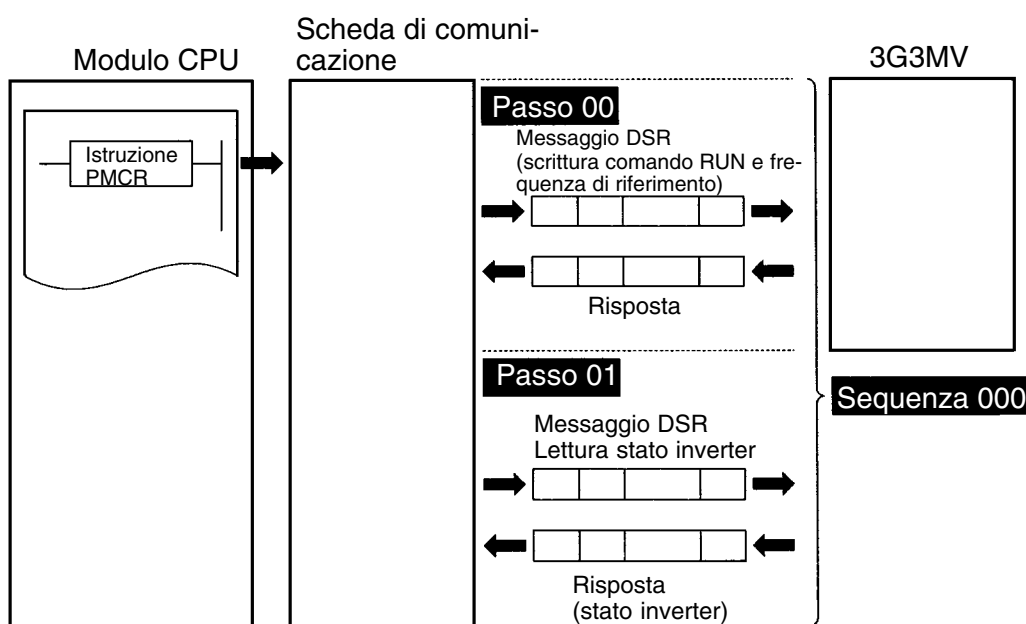 Modulo CPU
Scheda di comuni-
cazione
3G3MV
Istruzione
PMCR
Passo 00
Messaggio DSR
(scrittura comando RUN e fre-
quenza di riferimento)
Risposta
Passo 01
Sequenza 000
Messaggio DSR
Lettura stato inverter
Risposta
(stato inverter)